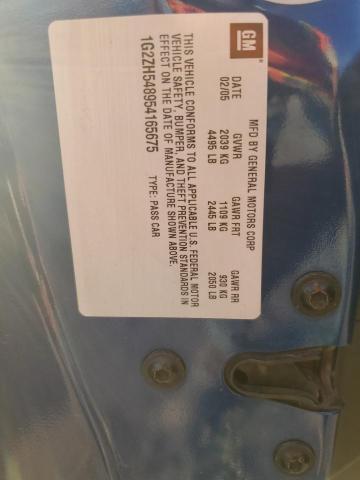 GM
MFD BY GENERAL MOTORS CORP
DATE GVWR GAWR FRT GAWR RR
02/05 2039 KG 1109 KG 930 KG
4495 LB 2445 LB 2050 LB
THIS VEHICLE CONFORMS TO ALL APPLICABLE U.S. FEDERAL MOTOR
VEHICLE SAFETY, BUMPER, AND THEFT PREVENTION STANDARDS IN
EFFECT ON THE DATE OF MANUFACTURE SHOWN ABOVE.
1G2ZH548954165675 TYPE: PASS CAR